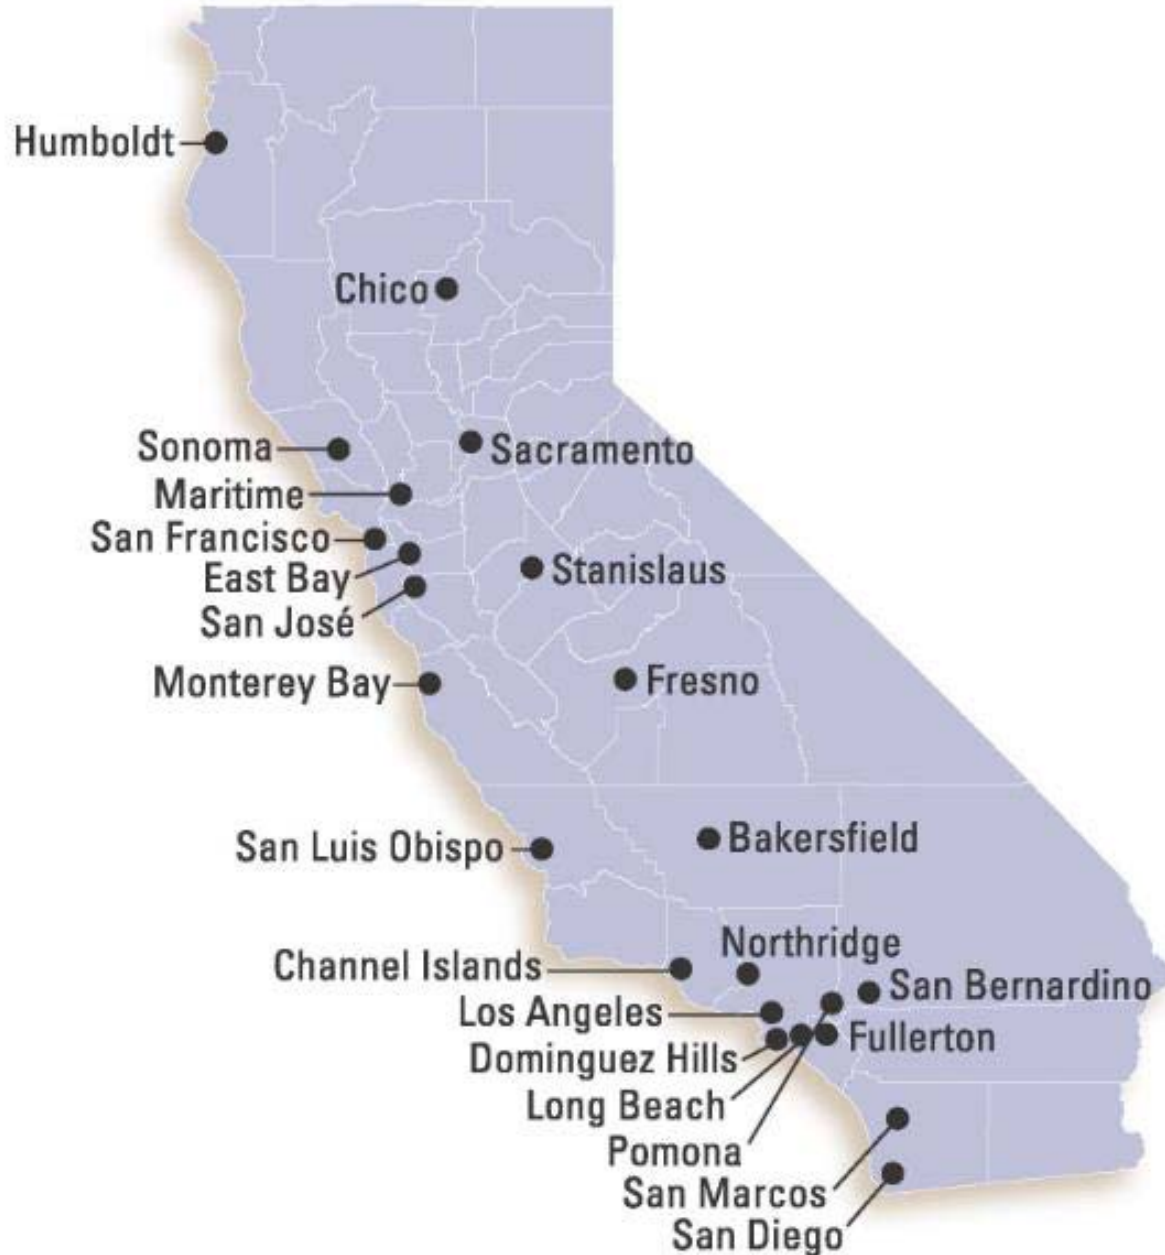 Humboldt
Chico
Sonoma
Sacramento
Maritime
San Francisco
East Bay
Stanislaus
San José
Monterey Bay
Fresno
San Luis Obispo
Bakersfield
Northridge
Channel Islands
San Bernardino
Los Angeles
Fullerton
Dominguez Hills
Long Beach
Pomona
San Marcos
San Diego